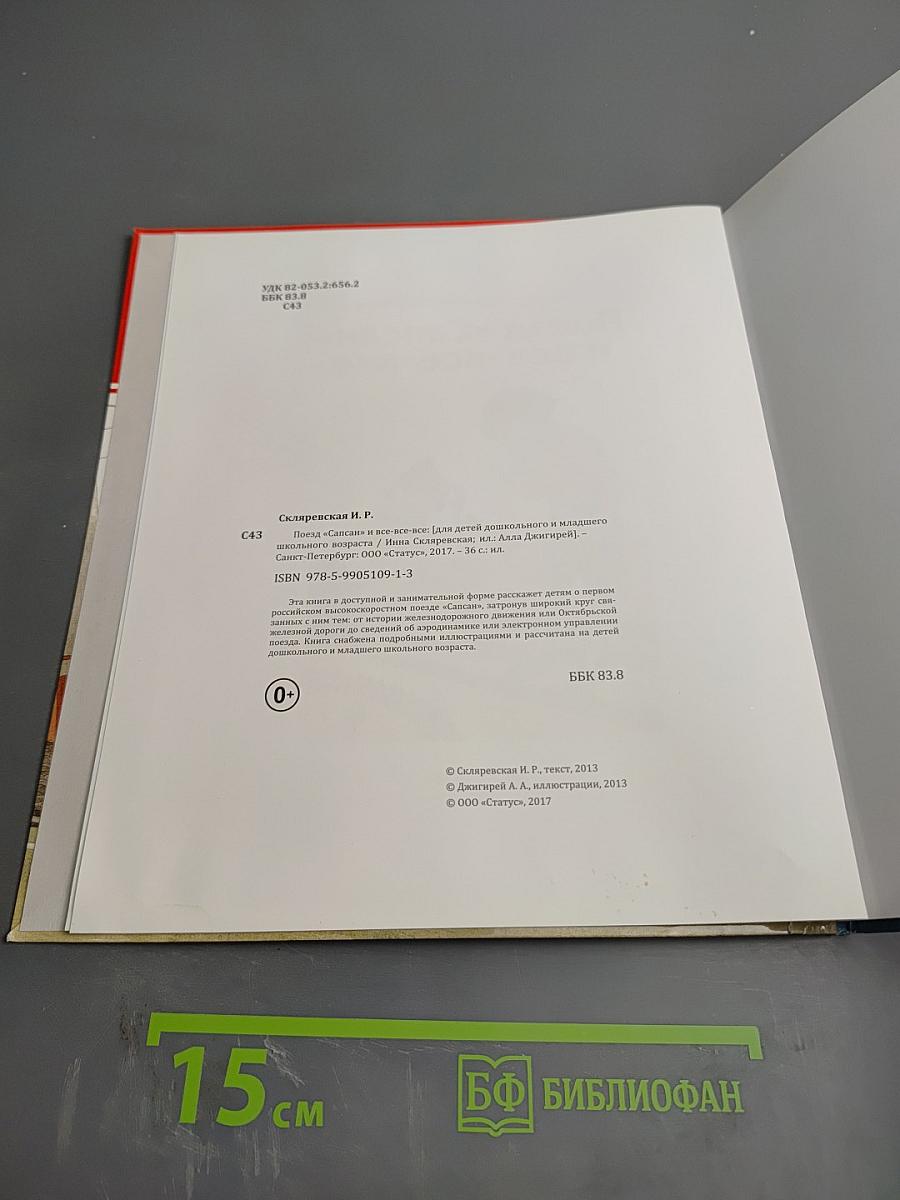 УДК 82-053.2:656.2
ББК 83.8
С43
Скляревская И. Р.
С43 Поезд «Сапсан» и все-все-все: [для детей дошкольного и младшего
школьного возраста / Инна Скляревская; ил.: Алла Джигирей]. –
Санкт-Петербург: ООО «Статус», 2017. – 36 с.: ил.
ISBN 978-5-9905109-1-3
Эта книга в доступной и занимательной форме расскажет детям о первом
российском высокоскоростном поезде «Сапсан», затронув широкий круг свя-
занных с ним тем: от истории железнодорожного движения или Октябрьской
железной дороги до сведений об аэродинамике или электронном управлении
поезда. Книга снабжена подробными иллюстрациями и рассчитана на детей
дошкольного и младшего школьного возраста.
ББК 83.8
0+
© Скляревская И. Р., текст, 2013
© Джигирей А. А., иллюстрации, 2013
© ООО «Статус», 2017
15 см
БФ БИБЛИОФАН